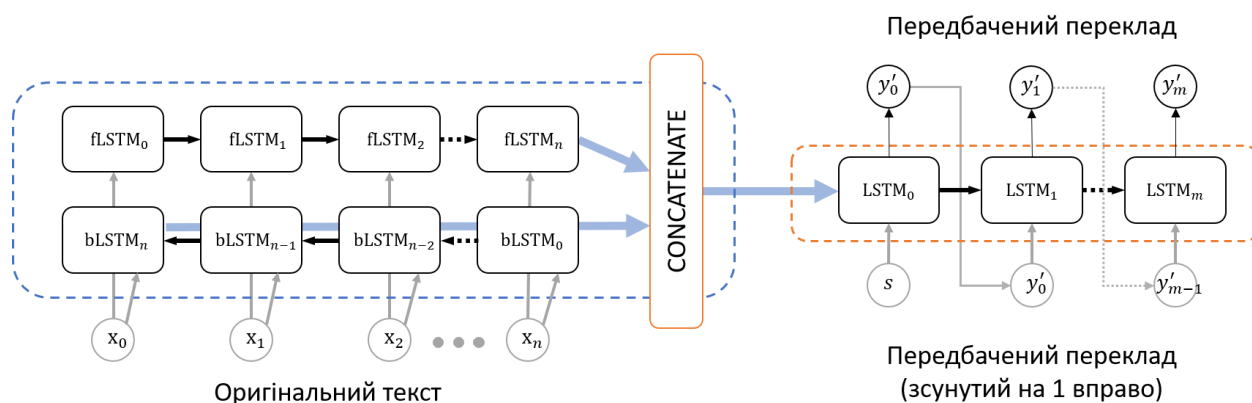 Передбачений переклад
y′₀ y′₁ y′ₘ
fLSTM₀ fLSTM₁ fLSTM₂ fLSTMₙ
CONCATENATE
LSTM₀ LSTM₁ LSTMₘ
bLSTMₙ bLSTMₙ₋₁ bLSTMₙ₋₂ bLSTM₀
s y′₀ y′ₘ₋₁
x₀ x₁ x₂ xₙ
Оригінальний текст
Передбачений переклад
(зсунутий на 1 вправо)